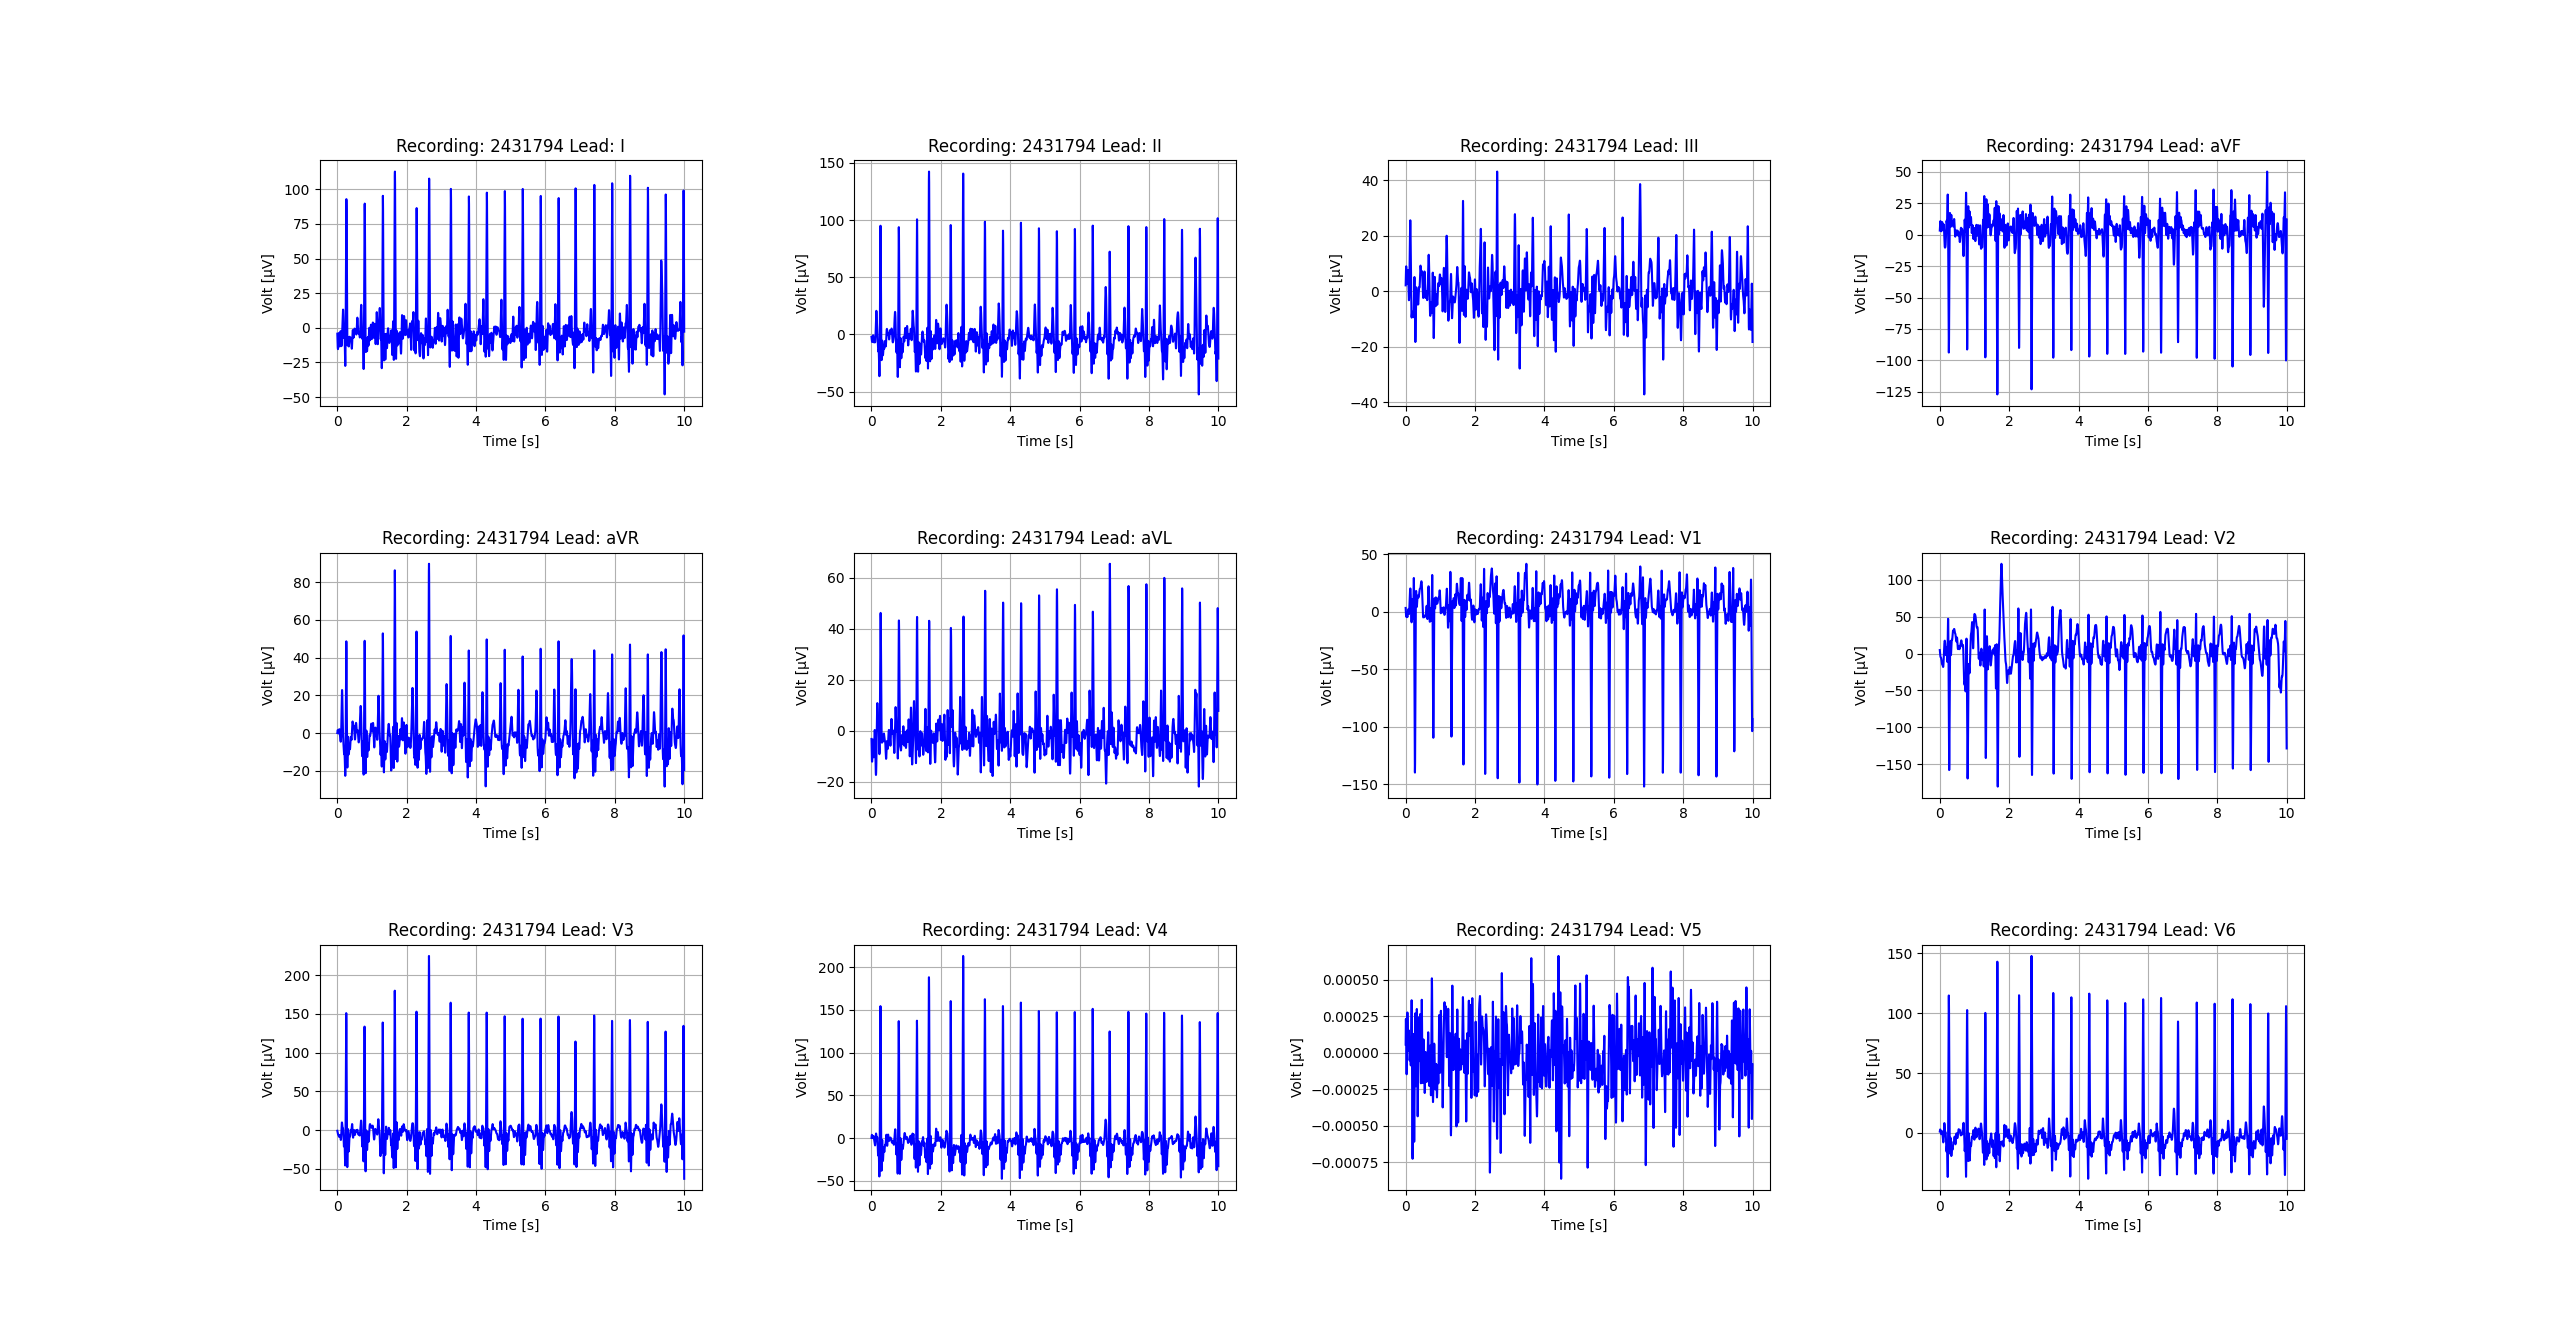 Recording: 2431794 Lead: I
Volt [µV]
100
75
50
25
0
−25
−50
0 2 4 6 8 10
Time [s]
Recording: 2431794 Lead: II
Volt [µV]
150
100
50
0
−50
0 2 4 6 8 10
Time [s]
Recording: 2431794 Lead: III
Volt [µV]
40
20
0
−20
−40
0 2 4 6 8 10
Time [s]
Recording: 2431794 Lead: aVF
Volt [µV]
50
25
0
−25
−50
−75
−100
−125
0 2 4 6 8 10
Time [s]
Recording: 2431794 Lead: aVR
Volt [µV]
80
60
40
20
0
−20
0 2 4 6 8 10
Time [s]
Recording: 2431794 Lead: aVL
Volt [µV]
60
40
20
0
−20
0 2 4 6 8 10
Time [s]
Recording: 2431794 Lead: V1
Volt [µV]
50
0
−50
−100
−150
0 2 4 6 8 10
Time [s]
Recording: 2431794 Lead: V2
Volt [µV]
100
50
0
−50
−100
−150
0 2 4 6 8 10
Time [s]
Recording: 2431794 Lead: V3
Volt [µV]
200
150
100
50
0
−50
0 2 4 6 8 10
Time [s]
Recording: 2431794 Lead: V4
Volt [µV]
200
150
100
50
0
−50
0 2 4 6 8 10
Time [s]
Recording: 2431794 Lead: V5
Volt [µV]
0.00050
0.00025
0.00000
−0.00025
−0.00050
−0.00075
0 2 4 6 8 10
Time [s]
Recording: 2431794 Lead: V6
Volt [µV]
150
100
50
0
0 2 4 6 8 10
Time [s]